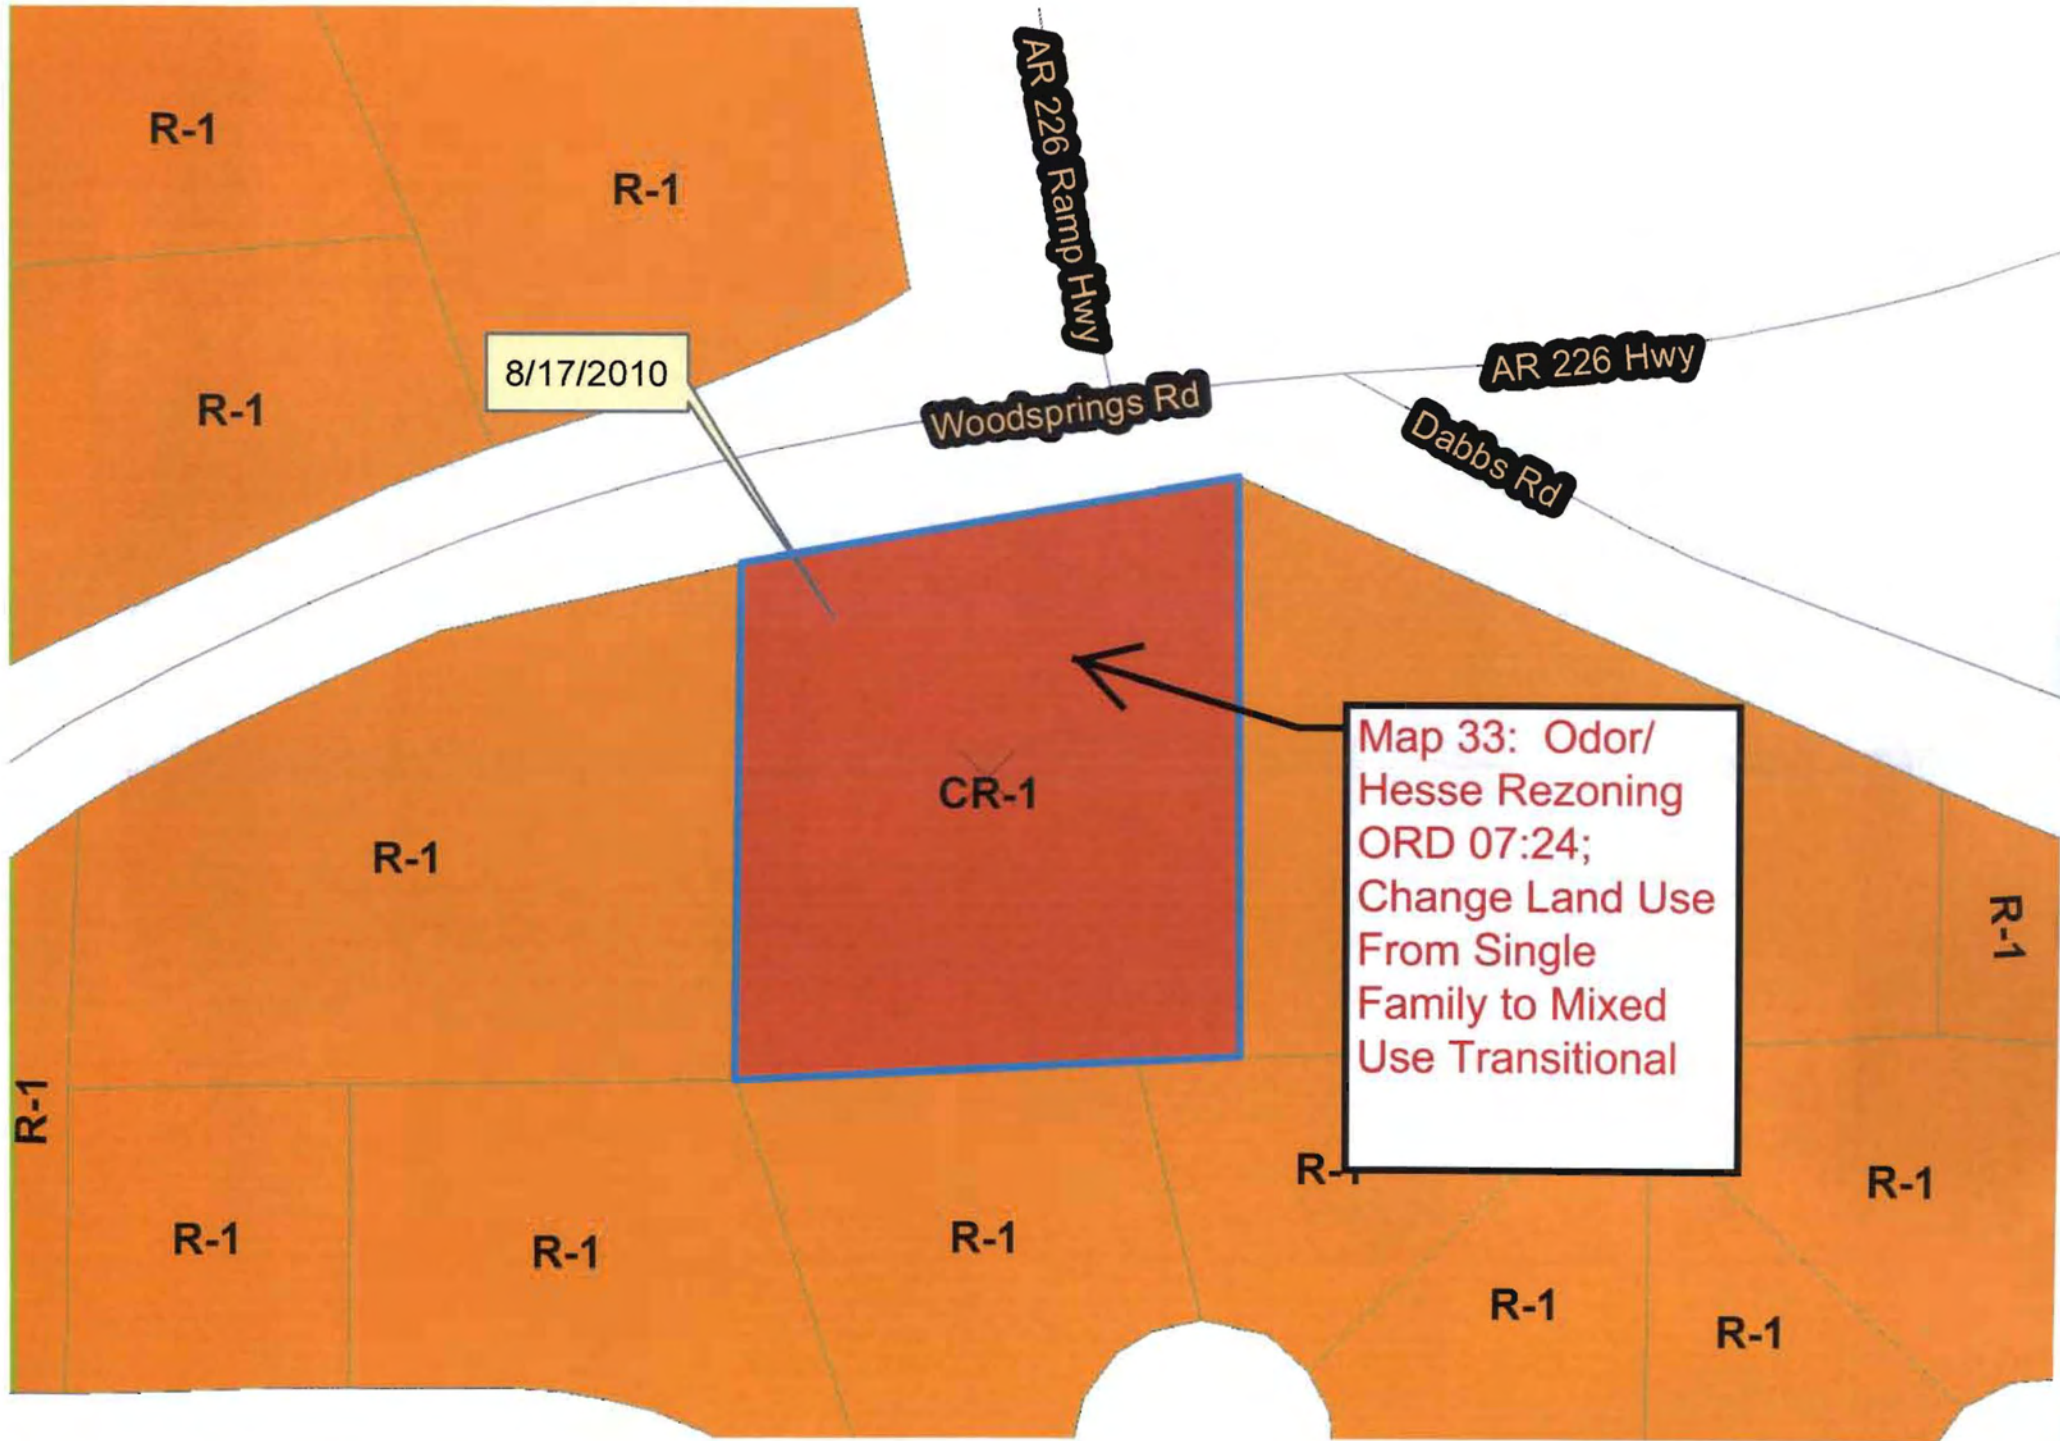 R-1
R-1
R-1
AR 226 Ramp Hwy
8/17/2010
Woodsprings Rd
AR 226 Hwy
Dabbs Rd
CR-1
Map 33: Odor/
Hesse Rezoning
ORD 07:24;
Change Land Use
From Single
Family to Mixed
Use Transitional
R-1
R-1
R-1
R-1
R-1
R-1
R-1
R-1
R-1
R-1